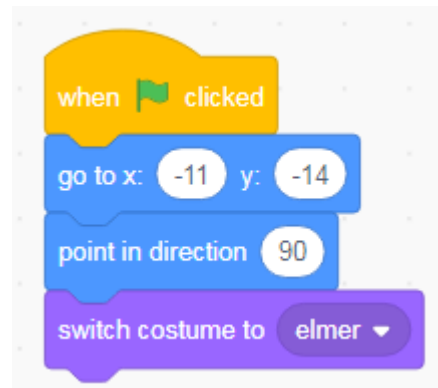 when clicked
go to x: -11 y: -14
point in direction 90
switch costume to elmer